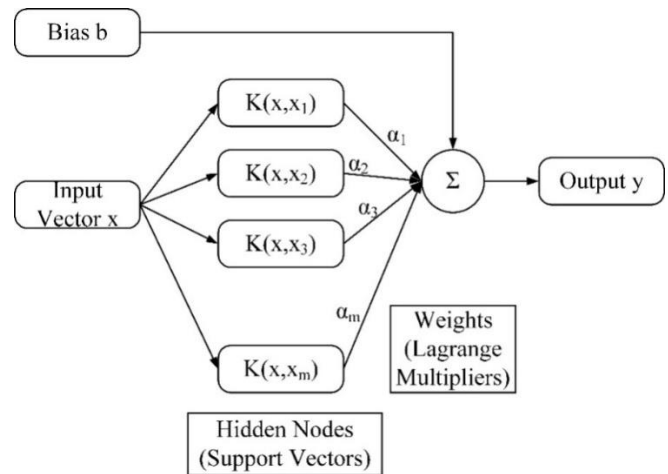 Bias b
K(x,x₁)
α₁
K(x,x₂)
α₂
Input
Vector x
Σ
Output y
K(x,x₃)
α₃
αₘ
K(x,xₘ)
Weights
(Lagrange
Multipliers)
Hidden Nodes
(Support Vectors)